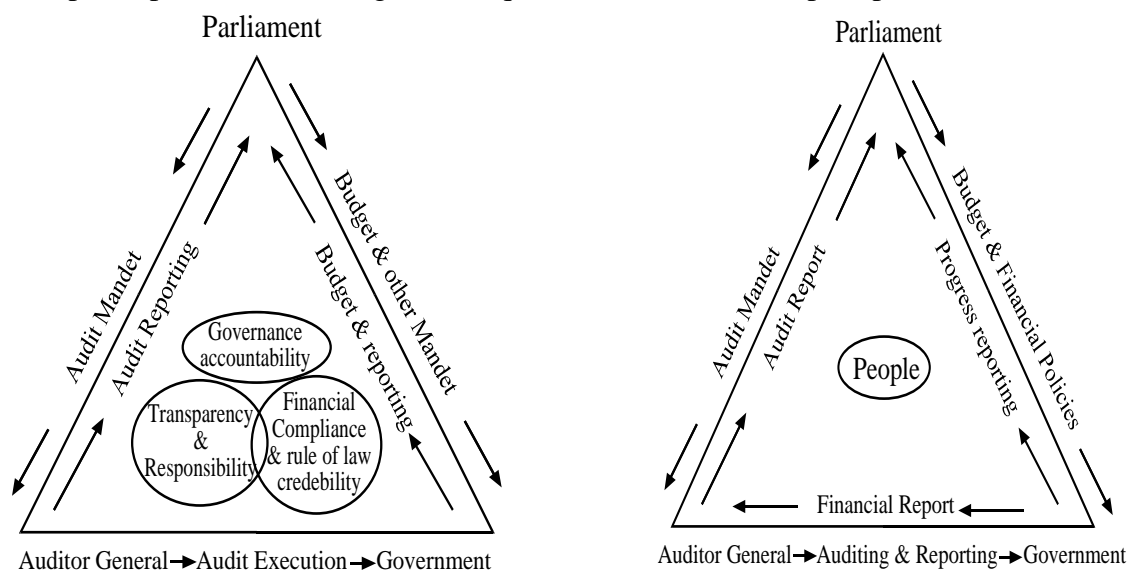 Parliament
Audit Mandet
Audit Reporting
Budget & other Mandet
Budget & reporting
Governance
accountability
Transparency
&
Responsibility
Financial
Compliance
& rule of law
credebility
Auditor General → Audit Execution → Government
Parliament
Audit Mandet
Audit Report
Budget & Financial Policies
Progress reporting
People
Financial Report
Auditor General → Auditing & Reporting → Government